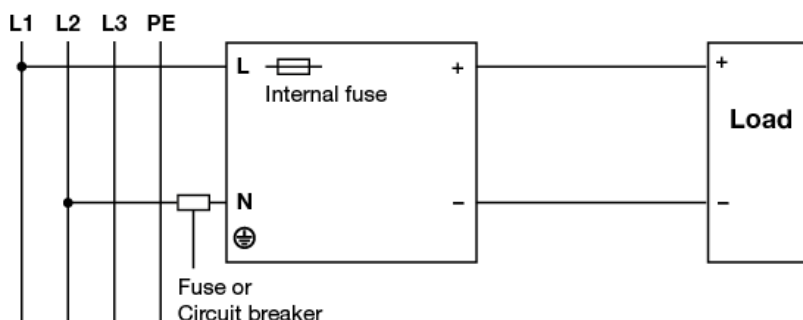 L1 L2 L3 PE
L + +
Internal fuse
Load
N − −
Fuse or
Circuit breaker